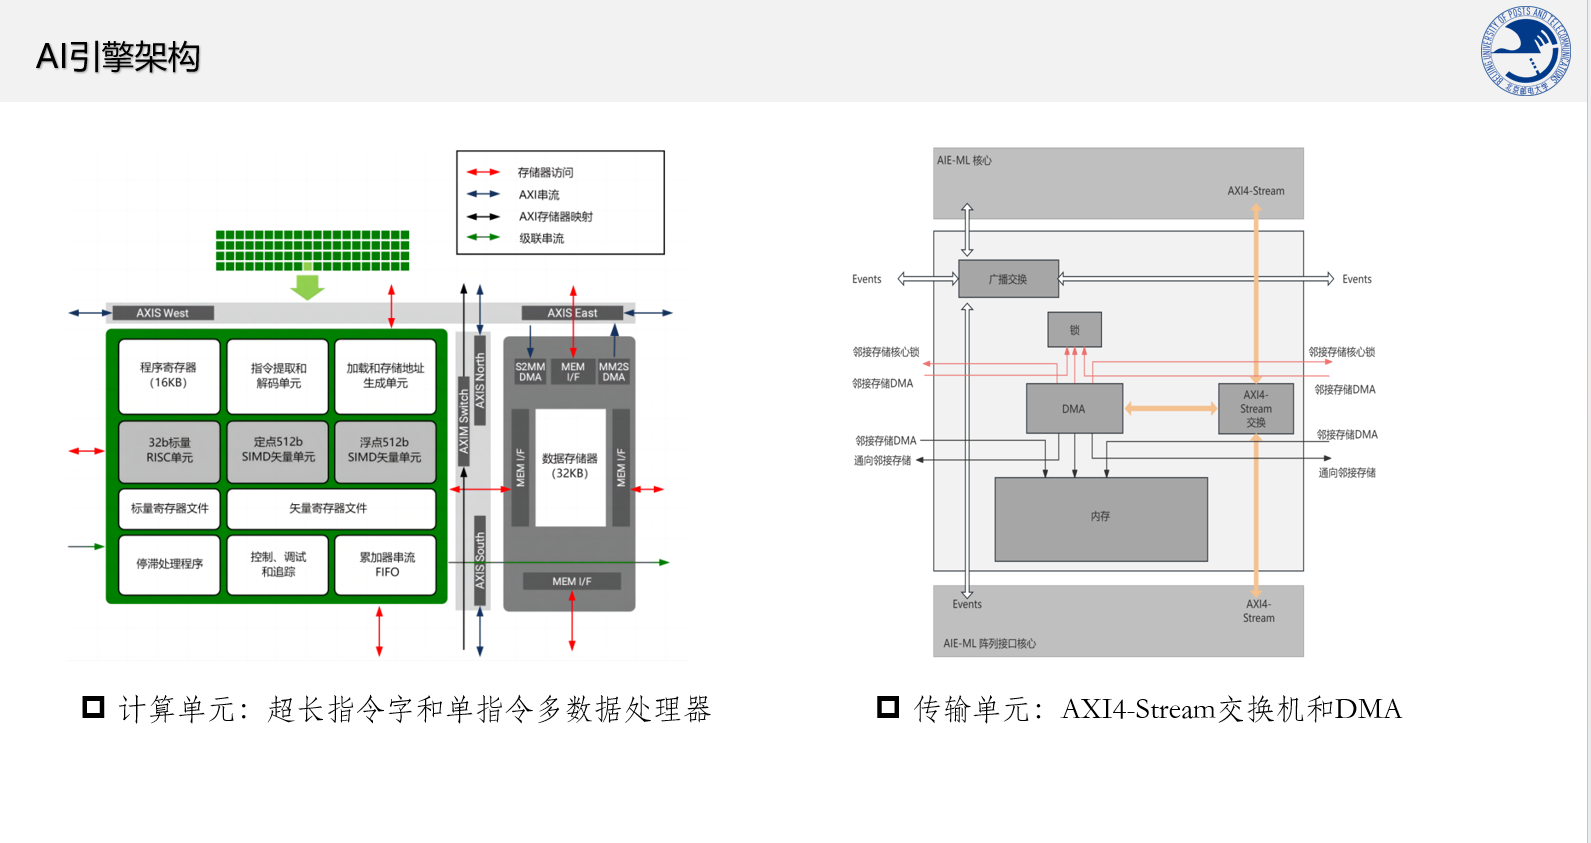 AI引擎架构
BEIJING UNIVERSITY OF POSTS AND TELECOMMUNICATIONS
北京邮电大学
存储器访问
AXI串流
AXI存储器映射
级联串流
AXIS West
AXIS East
程序寄存器
（16KB）
指令提取和
解码单元
加载和存储地址
生成单元
32b标量
RISC单元
定点512b
SIMD矢量单元
浮点512b
SIMD矢量单元
标量寄存器文件
矢量寄存器文件
停滞处理程序
控制、调试
和追踪
累加器串流
FIFO
AXIM Switch
AXIS North
AXIS South
S2MM
DMA
MEM
I/F
MM2S
DMA
MEM I/F
数据存储器
（32KB）
MEM I/F
MEM I/F
AIE-ML 核心
AXI4-Stream
Events
广播交换
Events
锁
邻接存储核心锁
邻接存储核心锁
邻接存储DMA
邻接存储DMA
DMA
AXI4-
Stream
交换
邻接存储DMA
邻接存储DMA
通向邻接存储
通向邻接存储
内存
Events
AXI4-
Stream
AIE-ML 阵列接口核心
计算单元：超长指令字和单指令多数据处理器
传输单元：AXI4-Stream交换机和DMA